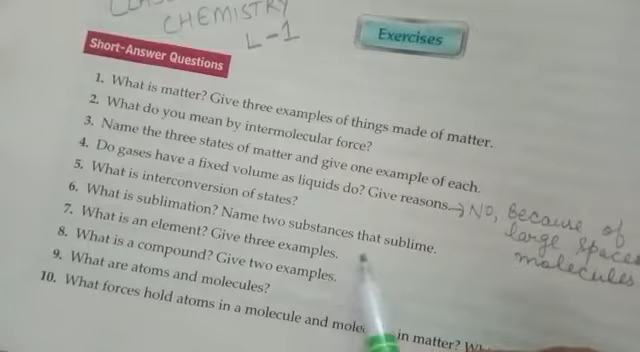 CHEMISTRY
L-1
Exercises
Short-Answer Questions
1. What is matter? Give three examples of things made of matter.
2. What do you mean by intermolecular force?
3. Name the three states of matter and give one example of each.
4. Do gases have a fixed volume as liquids do? Give reasons. → NO, Because of
large spaces
molecules
5. What is interconversion of states?
6. What is sublimation? Name two substances that sublime.
7. What is an element? Give three examples.
8. What is a compound? Give two examples.
9. What are atoms and molecules?
10. What forces hold atoms in a molecule and in matter?